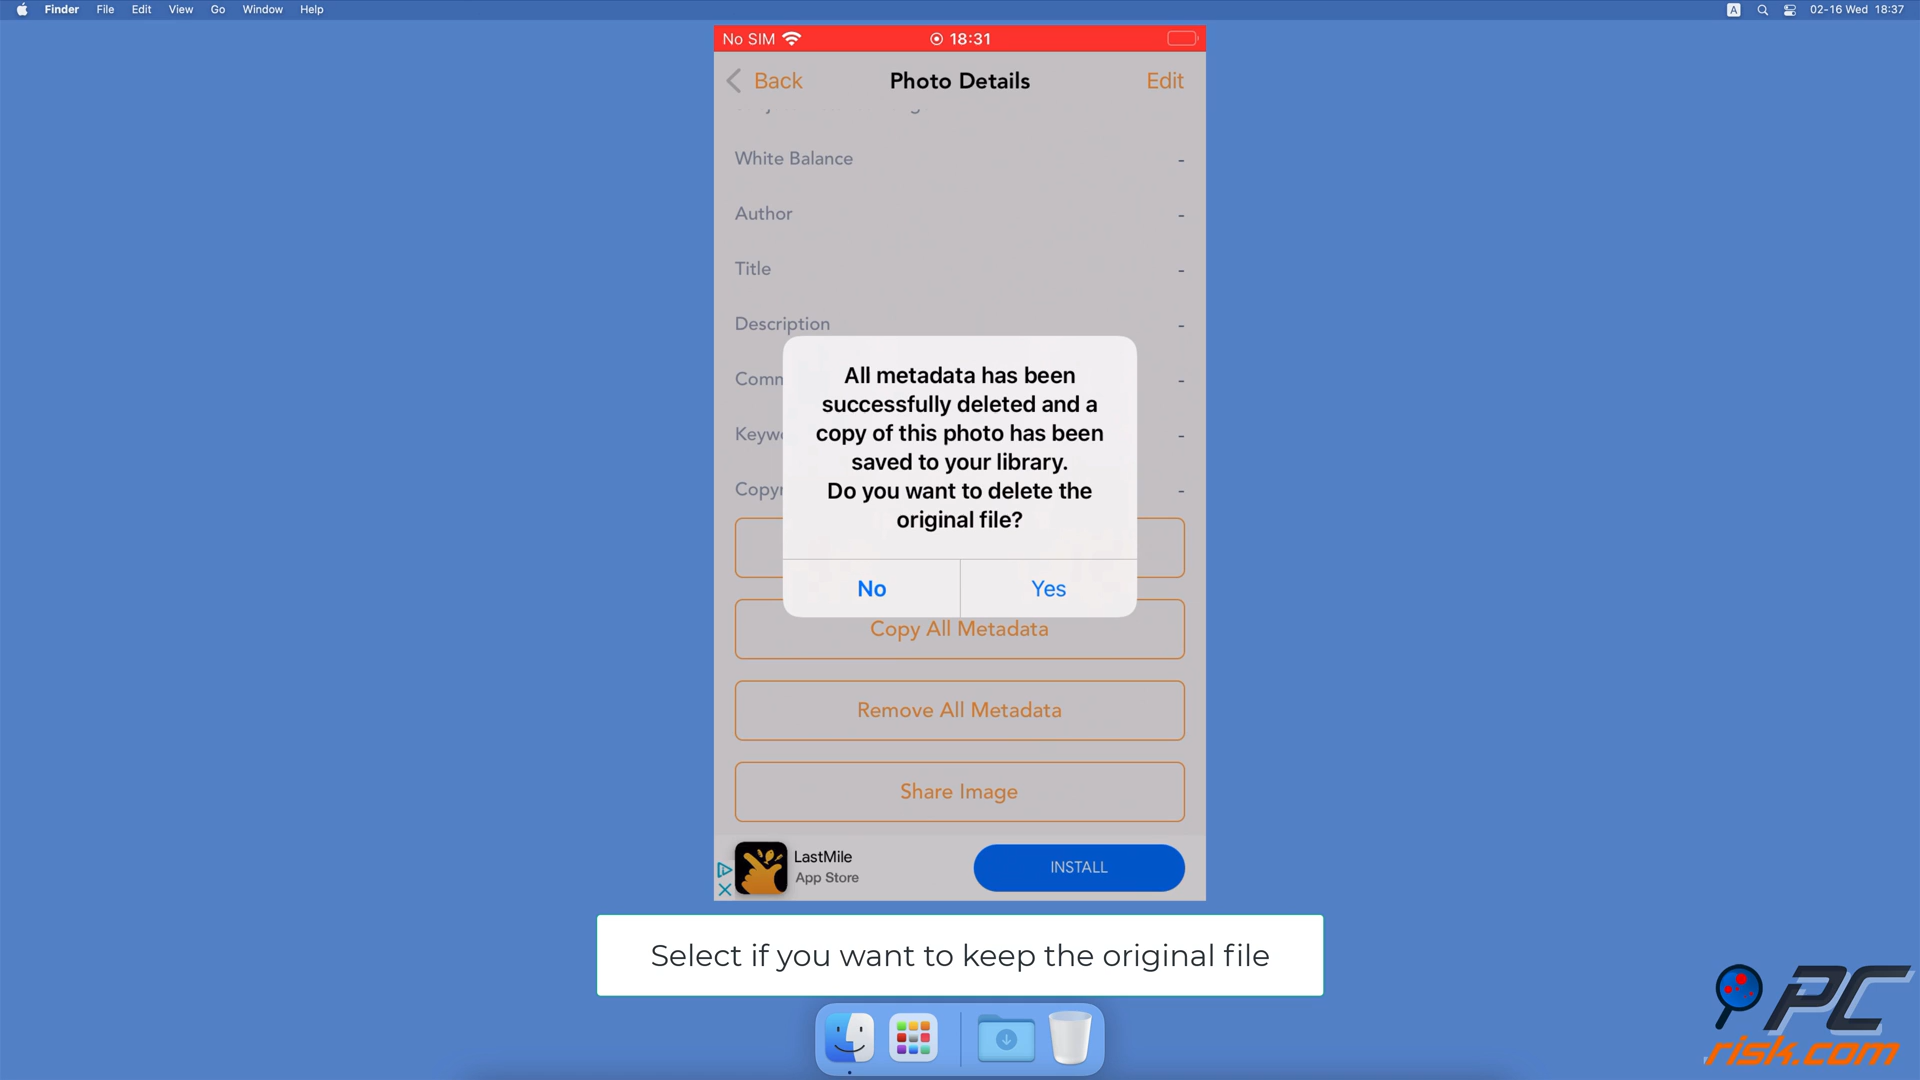 Finder File Edit View Go Window Help
A 02-16 Wed 18:37
No SIM 18:31
Back Photo Details Edit
White Balance -
Author -
Title -
Description -
Comm -
Keywo -
Copyr -
All metadata has been
successfully deleted and a
copy of this photo has been
saved to your library.
Do you want to delete the
original file?
No Yes
Copy All Metadata
Remove All Metadata
Share Image
LastMile
App Store
INSTALL
Select if you want to keep the original file
PC
risk.com